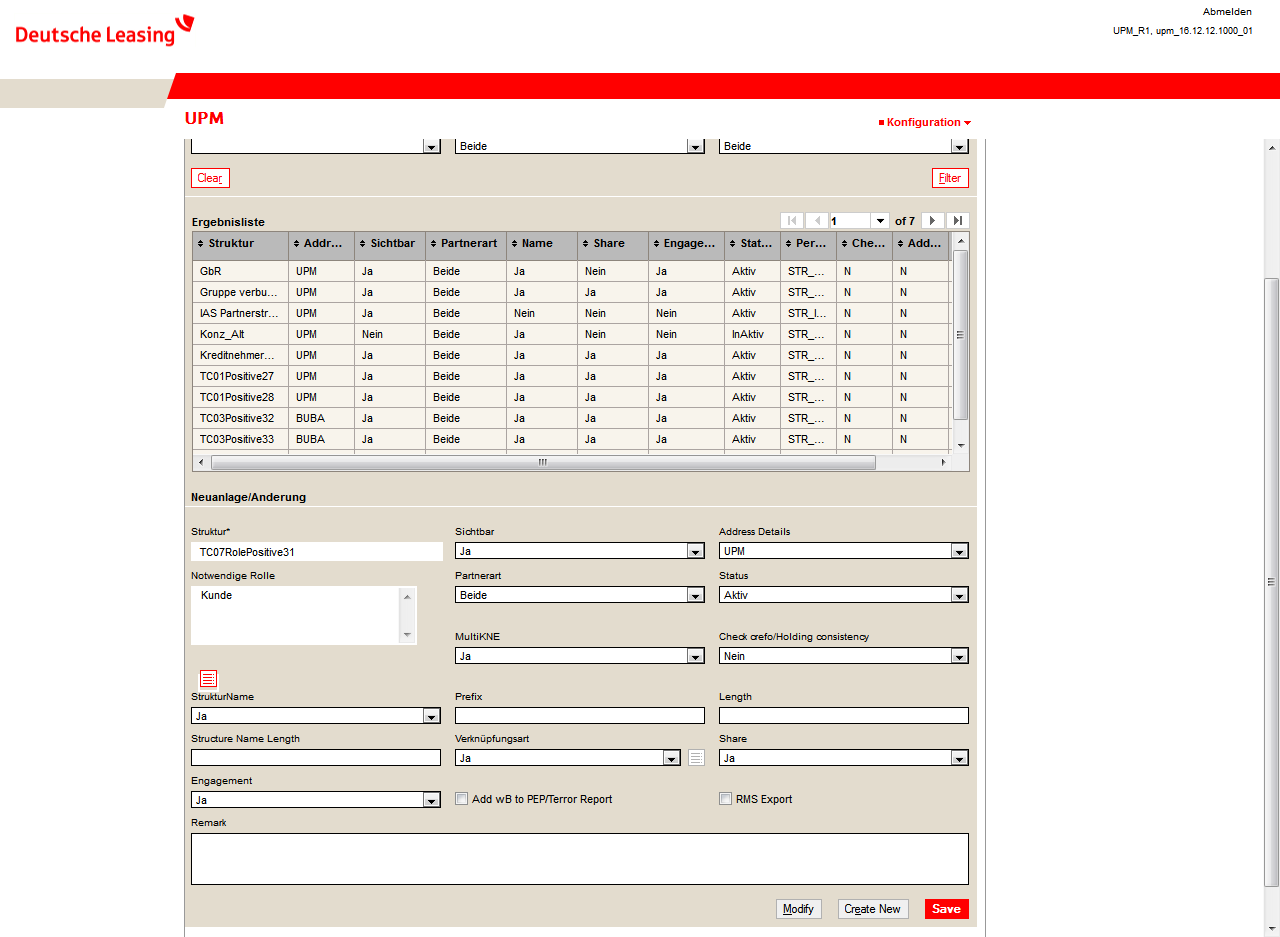 Deutsche Leasing
Abmelden
UPM_R1, upm_16.12.12.1000_01
UPM
Konfiguration
Beide Beide
Clear Filter
Ergebnisliste 1 of 7
Struktur Addr... Sichtbar Partnerart Name Share Engage... Stat... Per... Che... Add...
GbR UPM Ja Beide Ja Nein Ja Aktiv STR_... N N
Gruppe verbu... UPM Ja Beide Ja Ja Ja Aktiv STR_... N N
IAS Partnerstr... UPM Ja Beide Nein Nein Nein Aktiv STR_I... N N
Konz_Alt UPM Nein Beide Ja Nein Nein InAktiv STR_... N N
Kreditnehmer... UPM Ja Beide Ja Ja Ja Aktiv STR_... N N
TC01Positive27 UPM Ja Beide Ja Ja Ja Aktiv STR_... N N
TC01Positive28 UPM Ja Beide Ja Ja Ja Aktiv STR_... N N
TC03Positive32 BUBA Ja Beide Ja Ja Ja Aktiv STR_... N N
TC03Positive33 BUBA Ja Beide Ja Ja Ja Aktiv STR_... N N
Neuanlage/Anderung
Struktur* Sichtbar Address Details
TC07RolePositive31 Ja UPM
Notwendige Rolle Partnerart Status
Kunde Beide Aktiv
MultiKNE Check crefo/Holding consistency
Ja Nein
StrukturName Prefix Length
Ja
Structure Name Length Verknüpfungsart Share
Ja Ja
Engagement
Ja Add wB to PEP/Terror Report RMS Export
Remark
Modify Create New Save